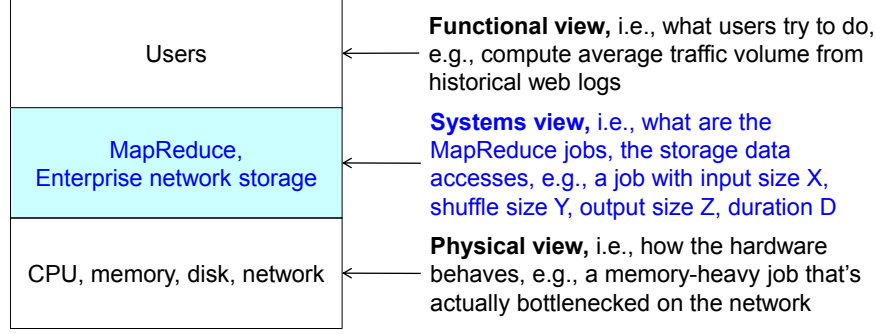 Users
Functional view, i.e., what users try to do,
e.g., compute average traffic volume from
historical web logs
MapReduce,
Enterprise network storage
Systems view, i.e., what are the
MapReduce jobs, the storage data
accesses, e.g., a job with input size X,
shuffle size Y, output size Z, duration D
CPU, memory, disk, network
Physical view, i.e., how the hardware
behaves, e.g., a memory-heavy job that's
actually bottlenecked on the network